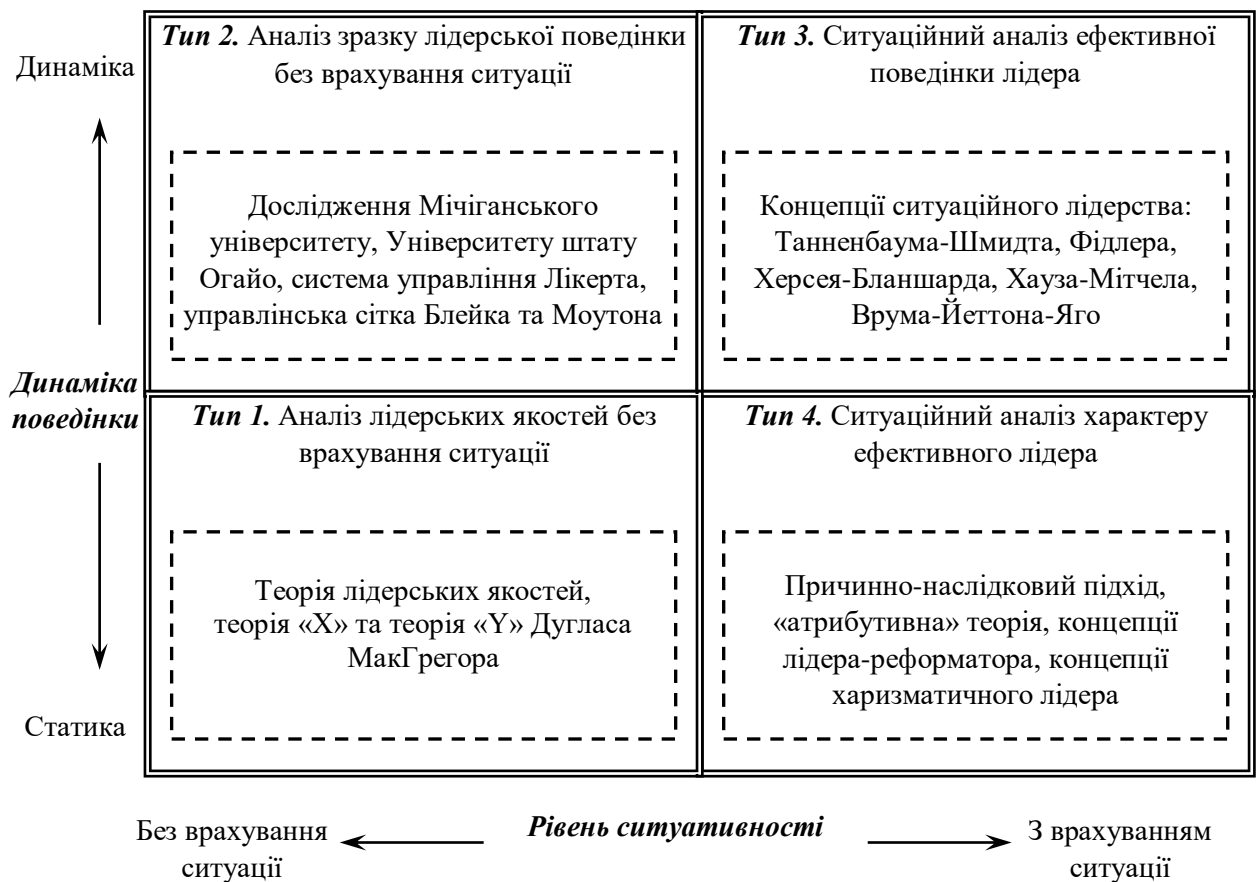 Тип 2. Аналіз зразку лідерської поведінки
без врахування ситуації
Тип 3. Ситуаційний аналіз ефективної
поведінки лідера
Динаміка
Дослідження Мічіганського
університету, Університету штату
Огайо, система управління Лікерта,
управлінська сітка Блейка та Моутона
Концепції ситуаційного лідерства:
Танненбаума-Шмидта, Фідлера,
Херсея-Бланшарда, Хауза-Мітчела,
Врума-Йеттона-Яго
Динаміка
поведінки
Тип 1. Аналіз лідерських якостей без
врахування ситуації
Тип 4. Ситуаційний аналіз характеру
ефективного лідера
Теорія лідерських якостей,
теорія «X» та теорія «Y» Дугласа
МакГрегора
Причинно-наслідковий підхід,
«атрибутивна» теорія, концепції
лідера-реформатора, концепції
харизматичного лідера
Статика
Без врахування
ситуації
Рівень ситуативності
З врахуванням
ситуації